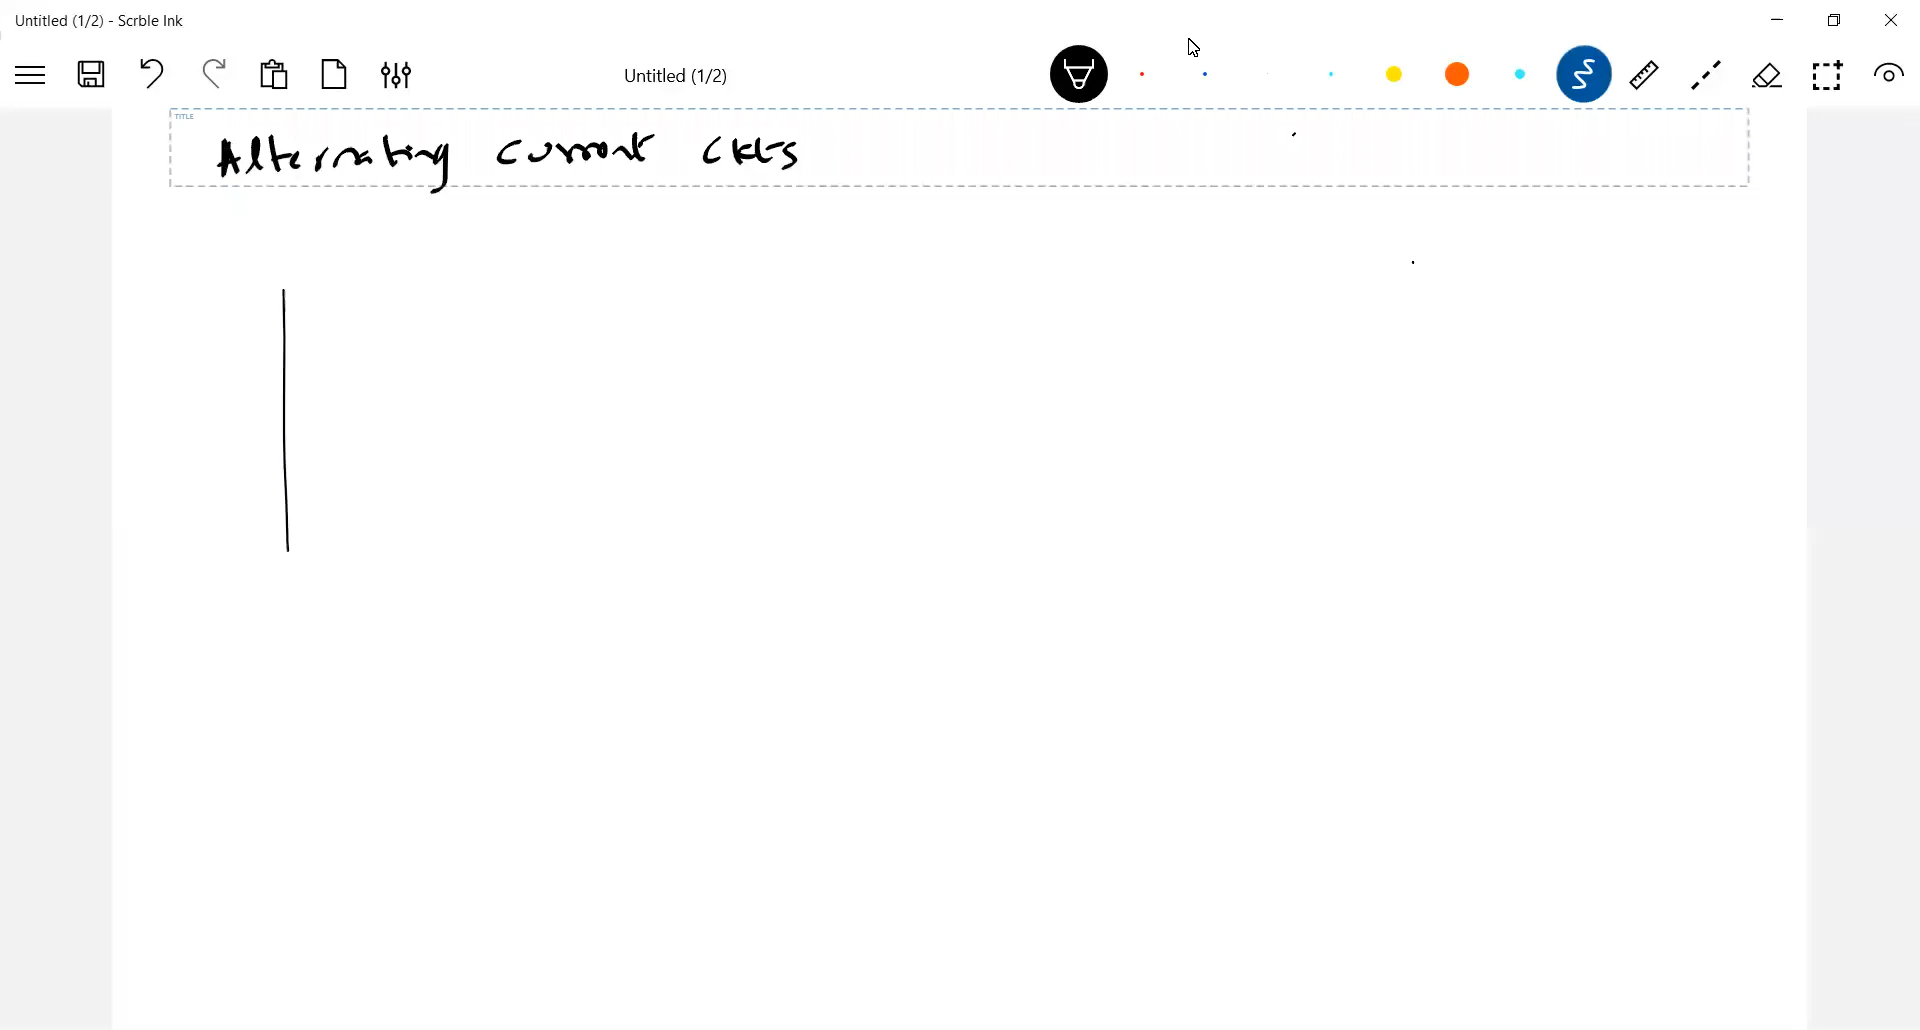 Untitled (1/2) - Scrble Ink
Untitled (1/2)
TITLE
Alternating Current Ckts